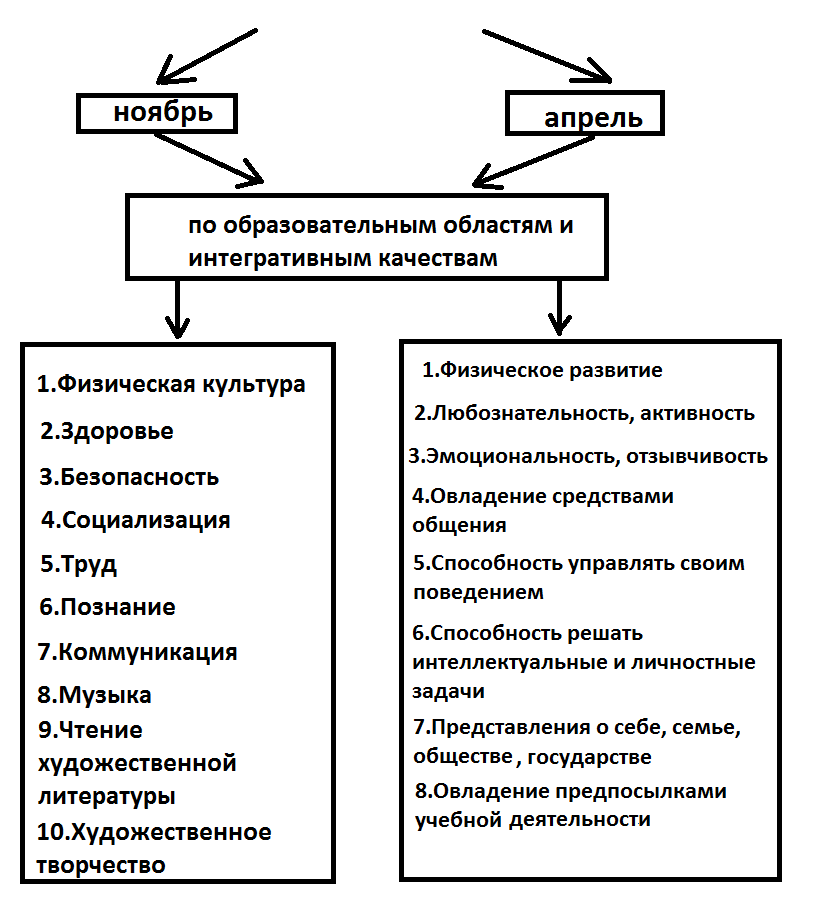 ноябрь
апрель
по образовательным областям и
интегративным качествам
1.Физическая культура
2.Здоровье
3.Безопасность
4.Социализация
5.Труд
6.Познание
7.Коммуникация
8.Музыка
9.Чтение
художественной
литературы
10.Художественное
творчество
1.Физическое развитие
2.Любознательность, активность
3.Эмоциональность, отзывчивость
4.Овладение средствами
общения
5.Способность управлять своим
поведением
6.Способность решать
интеллектуальные и личностные
задачи
7.Представления о себе, семье,
обществе, государстве
8.Овладение предпосылками
учебной деятельности